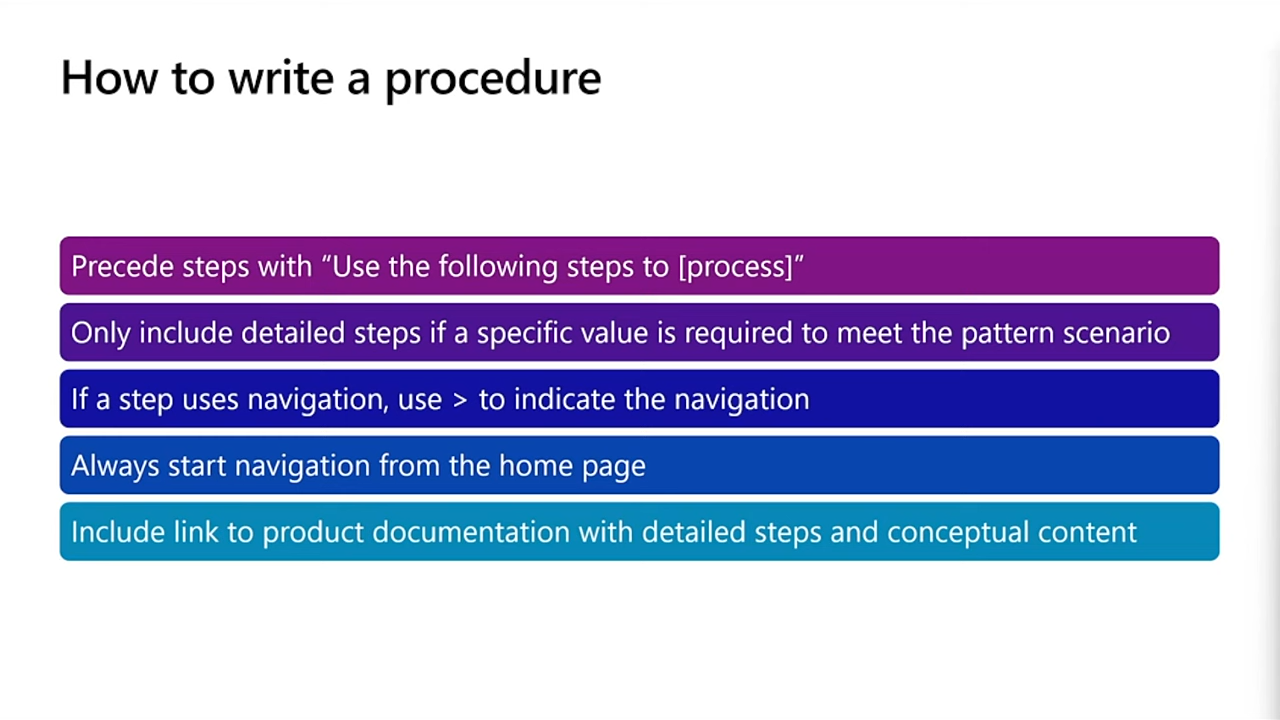 How to write a procedure
Precede steps with “Use the following steps to [process]”
Only include detailed steps if a specific value is required to meet the pattern scenario
If a step uses navigation, use > to indicate the navigation
Always start navigation from the home page
Include link to product documentation with detailed steps and conceptual content